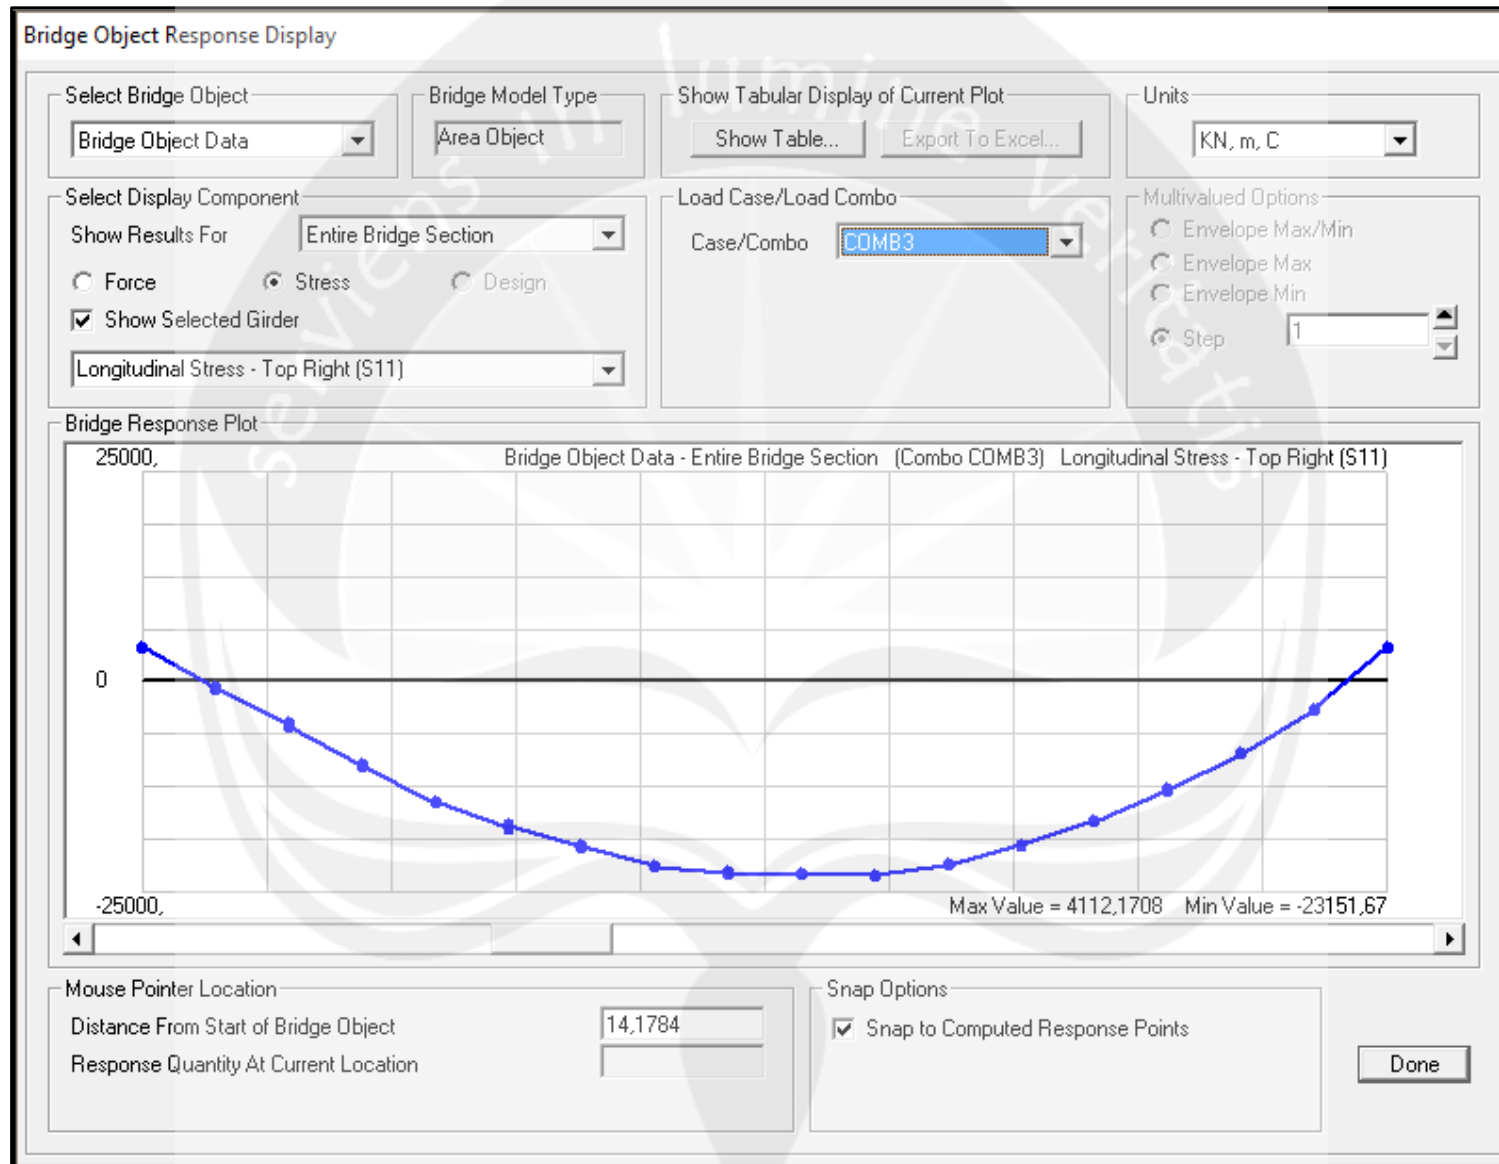 Bridge Object Response Display
Select Bridge Object
Bridge Object Data
Bridge Model Type
Area Object
Show Tabular Display of Current Plot
Show Table...
Export To Excel...
Units
KN, m, C
Select Display Component
Show Results For
Entire Bridge Section
Force
Stress
Design
Show Selected Girder
Longitudinal Stress - Top Right (S11)
Load Case/Load Combo
Case/Combo
COMB3
Multivalued Options
Envelope Max/Min
Envelope Max
Envelope Min
Step
1
Bridge Response Plot
25000,
Bridge Object Data - Entire Bridge Section (Combo COMB3) Longitudinal Stress - Top Right (S11)
0
-25000,
Max Value = 4112,1708 Min Value = -23151,67
Mouse Pointer Location
Distance From Start of Bridge Object
14,1784
Response Quantity At Current Location
Snap Options
Snap to Computed Response Points
Done
serviens in lumine veritatis